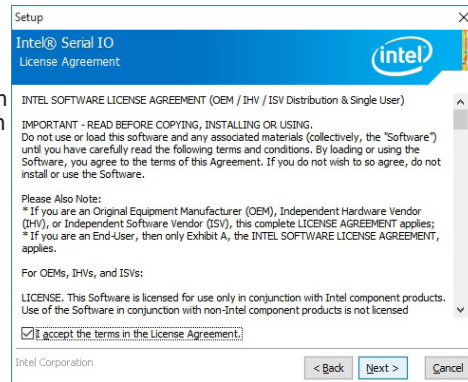 Setup
Intel® Serial IO
License Agreement
intel
INTEL SOFTWARE LICENSE AGREEMENT (OEM / IHV / ISV Distribution & Single User)
IMPORTANT - READ BEFORE COPYING, INSTALLING OR USING.
Do not use or load this software and any associated materials (collectively, the "Software")
until you have carefully read the following terms and conditions. By loading or using the
Software, you agree to the terms of this Agreement. If you do not wish to so agree, do not
install or use the Software.
Please Also Note:
* If you are an Original Equipment Manufacturer (OEM), Independent Hardware Vendor
(IHV), or Independent Software Vendor (ISV), this complete LICENSE AGREEMENT applies;
* If you are an End-User, then only Exhibit A, the INTEL SOFTWARE LICENSE AGREEMENT,
applies.
For OEMs, IHVs, and ISVs:
LICENSE. This Software is licensed for use only in conjunction with Intel component products.
Use of the Software in conjunction with non-Intel component products is not licensed
I accept the terms in the License Agreement.
Intel Corporation
< Back
Next >
Cancel